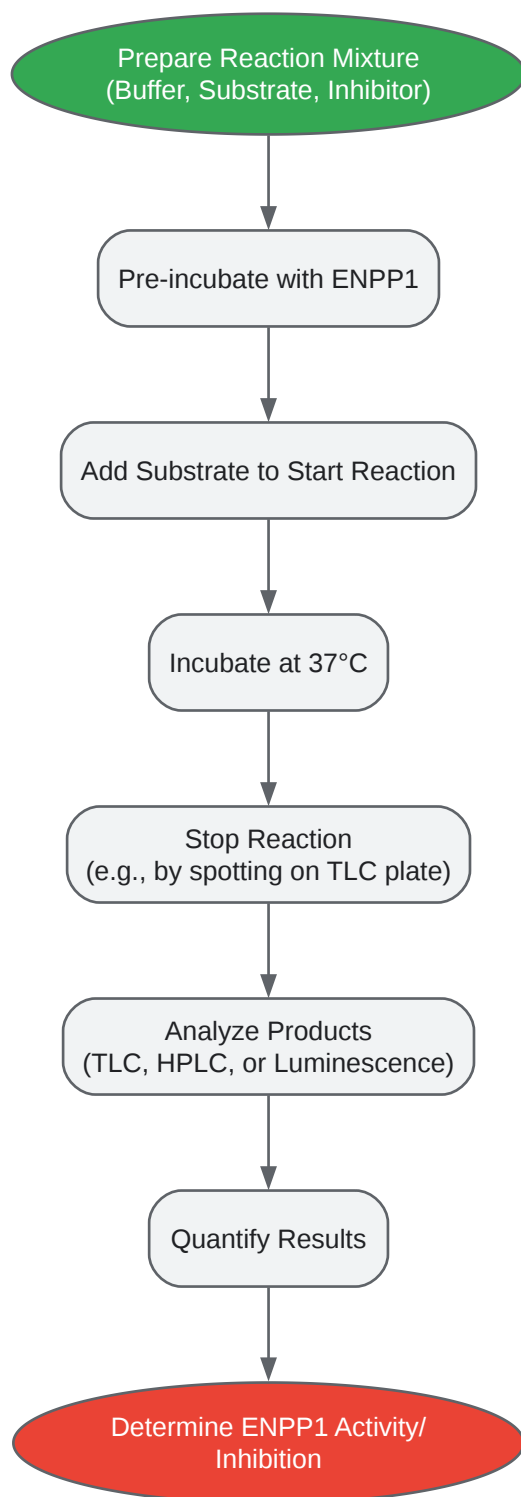 Prepare Reaction Mixture
(Buffer, Substrate, Inhibitor)
Pre-incubate with ENPP1
Add Substrate to Start Reaction
Incubate at 37°C
Stop Reaction
(e.g., by spotting on TLC plate)
Analyze Products
(TLC, HPLC, or Luminescence)
Quantify Results
Determine ENPP1 Activity/
Inhibition